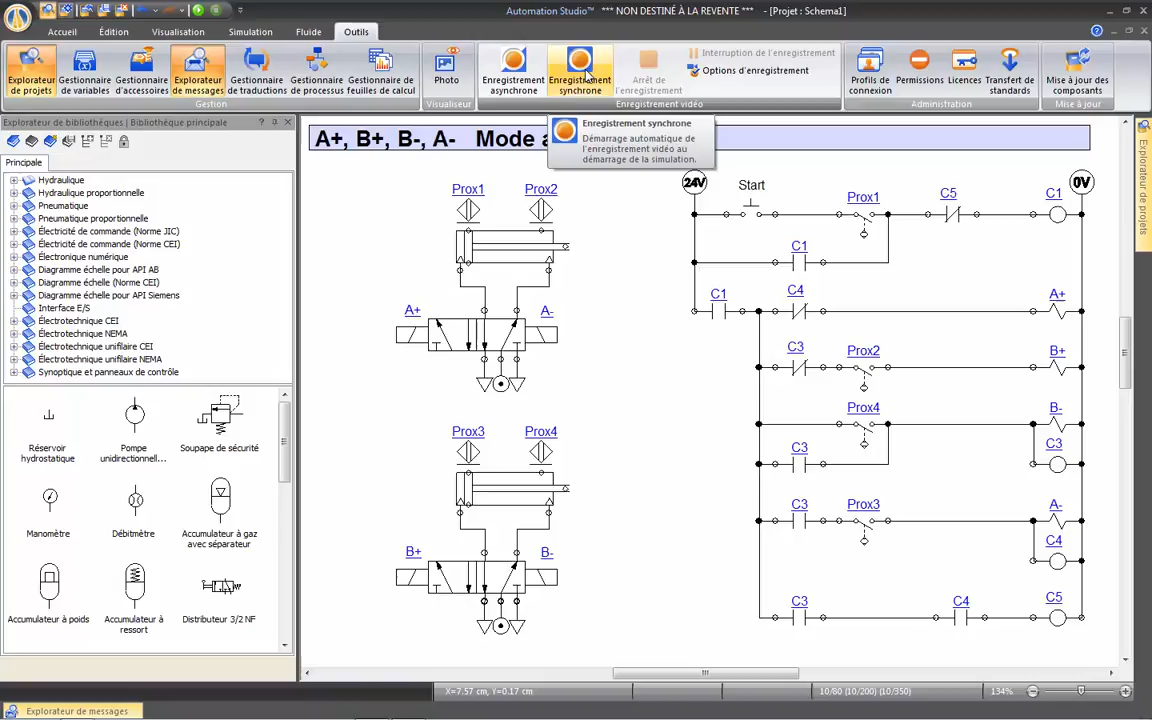 Automation Studio™ *** NON DESTINÉ À LA REVENTE *** - [Projet : Schema1]
Accueil Édition Visualisation Simulation Fluide Outils
Explorateur de projets
Gestionnaire de variables
Gestionnaire d'accessoires
Explorateur de messages
Gestionnaire de traductions
Gestionnaire de processus
Gestionnaire de feuilles de calcul
Gestion
Photo
Visualiseur
Enregistrement asynchrone
Enregistrement synchrone
Arrêt de l'enregistrement
Interruption de l'enregistrement
Options d'enregistrement
Enregistrement vidéo
Profils de connexion
Permissions
Licences
Transfert de standards
Administration
Mise à jour des composants
Mise à jour
Enregistrement synchrone
Démarrage automatique de
l'enregistrement vidéo au
démarrage de la simulation.
Explorateur de bibliothèques | Bibliothèque principale
Principale
Hydraulique
Hydraulique proportionnelle
Pneumatique
Pneumatique proportionnelle
Électricité de commande (Norme JIC)
Électricité de commande (Norme CEI)
Électronique numérique
Diagramme échelle pour API AB
Diagramme échelle (Norme CEI)
Diagramme échelle pour API Siemens
Interface E/S
Électrotechnique CEI
Électrotechnique NEMA
Électrotechnique unifilaire CEI
Électrotechnique unifilaire NEMA
Synoptique et panneaux de contrôle
Réservoir hydrostatique
Pompe unidirectionnell...
Soupape de sécurité
Manomètre
Débitmètre
Accumulateur à gaz avec séparateur
Accumulateur à poids
Accumulateur à ressort
Distributeur 3/2 NF
A+, B+, B-, A- Mode
Prox1 Prox2
A+ A-
Prox3 Prox4
B+ B-
24V Start Prox1 C5 C1 0V
C1
C1 C4 A+
C3 Prox2 B+
Prox4 B-
C3 C3
C3 Prox3 A-
C4
C3 C4 C5
Explorateur de projets
X=7.57 cm, Y=0.17 cm
10/80 (10/200) (10/350)
134%
Explorateur de messages